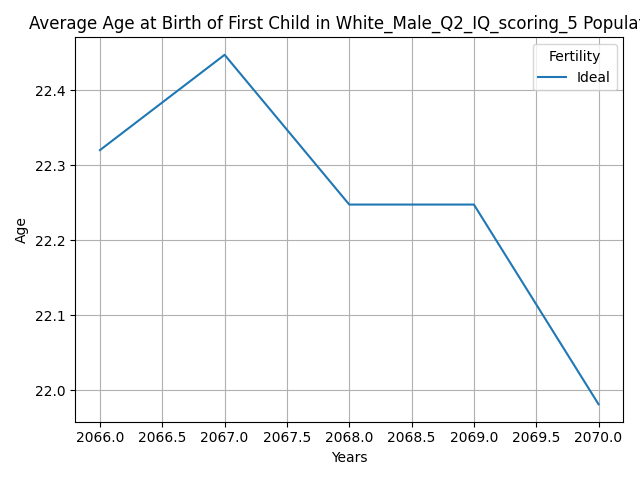 Average Age at Birth of First Child in White_Male_Q2_IQ_scoring_5
Fertility
Ideal
Age
22.4
22.3
22.2
22.1
22.0
2066.0 2066.5 2067.0 2067.5 2068.0 2068.5 2069.0 2069.5 2070.0
Years